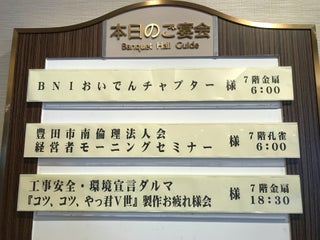 本日のご宴会
Banquet Hall Guide
BNIおいでんチャプター 様 7階金扇 6:00
豊田市南倫理法人会
経営者モーニングセミナー 様 7階孔雀 6:00
工事安全・環境宣言ダルマ
『コツ、コツ、やっ君Ⅴ世』製作お疲れ様会 様 7階金扇 18:30